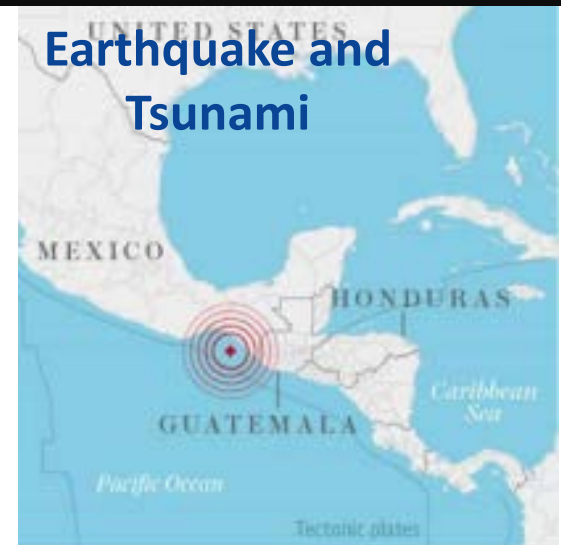 UNITED STATES
Earthquake and
Tsunami
MEXICO
HONDURAS
Caribbean
Sea
GUATEMALA
Pacific Ocean
Tectonic plates